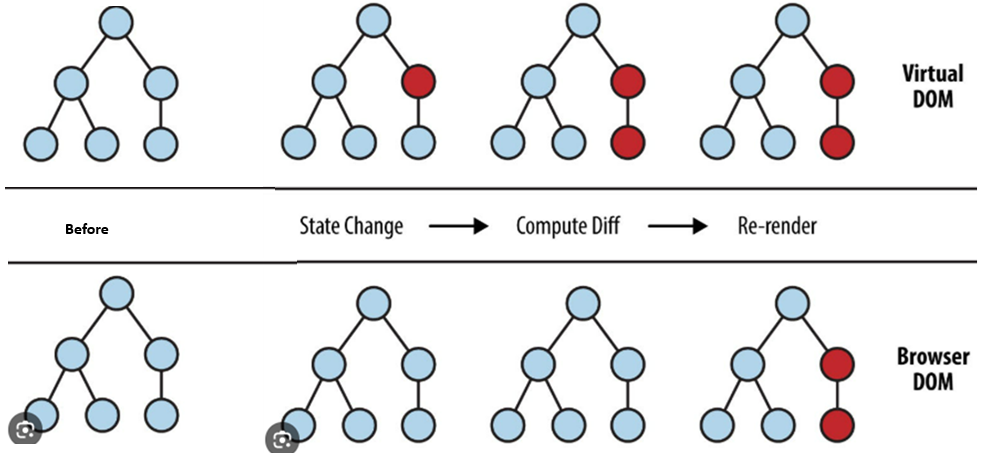 Virtual
DOM
Before
State Change
Compute Diff
Re-render
Browser
DOM